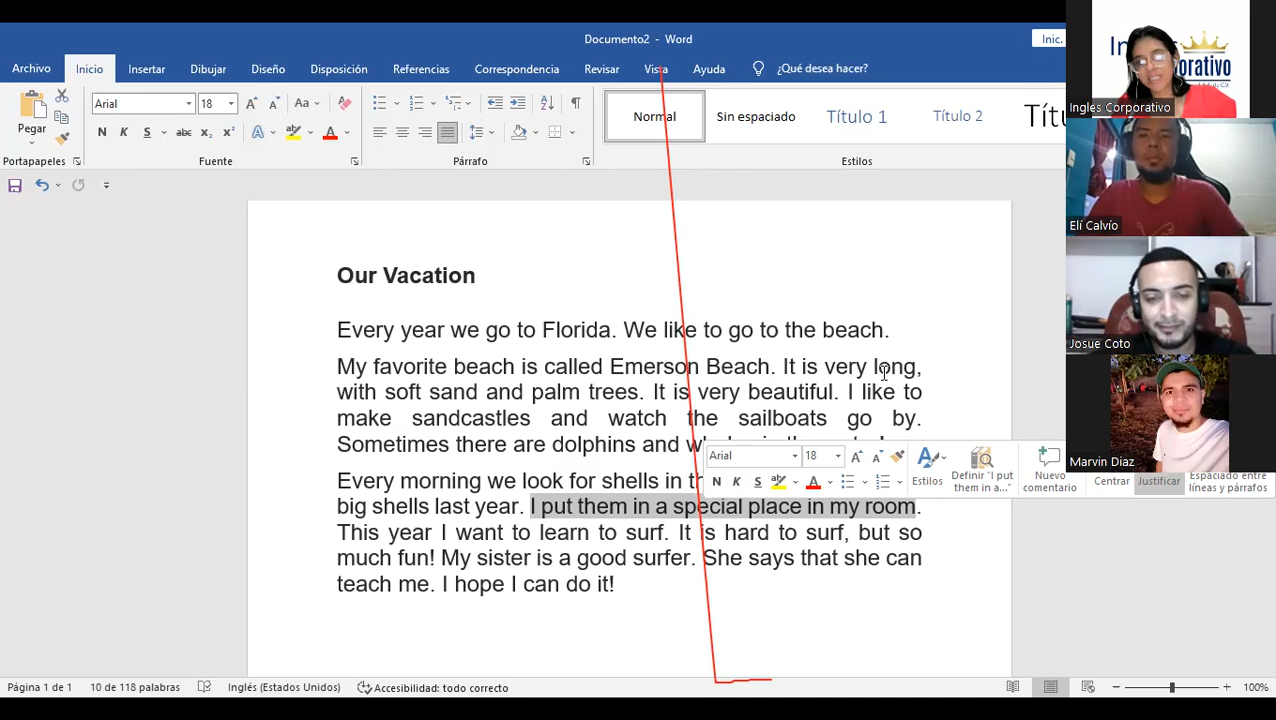 Documento2 - Word
Inic.
Archivo Inicio Insertar Dibujar Diseño Disposición Referencias Correspondencia Revisar Vista Ayuda ¿Qué desea hacer?
Pegar
Arial 18
N K S
Normal
Sin espaciado
Título 1
Título 2
Portapapeles Fuente Párrafo Estilos
Our Vacation
Every year we go to Florida. We like to go to the beach.
My favorite beach is called Emerson Beach. It is very long,
with soft sand and palm trees. It is very beautiful. I like to
make sandcastles and watch the sailboats go by.
Sometimes there are dolphins and
Every morning we look for shells in
big shells last year. I put them in a special place in my room.
This year I want to learn to surf. It is hard to surf, but so
much fun! My sister is a good surfer. She says that she can
teach me. I hope I can do it!
Arial 18
N K S
Estilos
Definir "I put
them in a...
Nuevo
comentario
Centrar
Justificar
Espaciado entre
líneas y párrafos
Página 1 de 1 10 de 118 palabras Inglés (Estados Unidos) Accesibilidad: todo correcto 100%
Ingles Corporativo
Elí Calvío
Josue Coto
Marvin Diaz